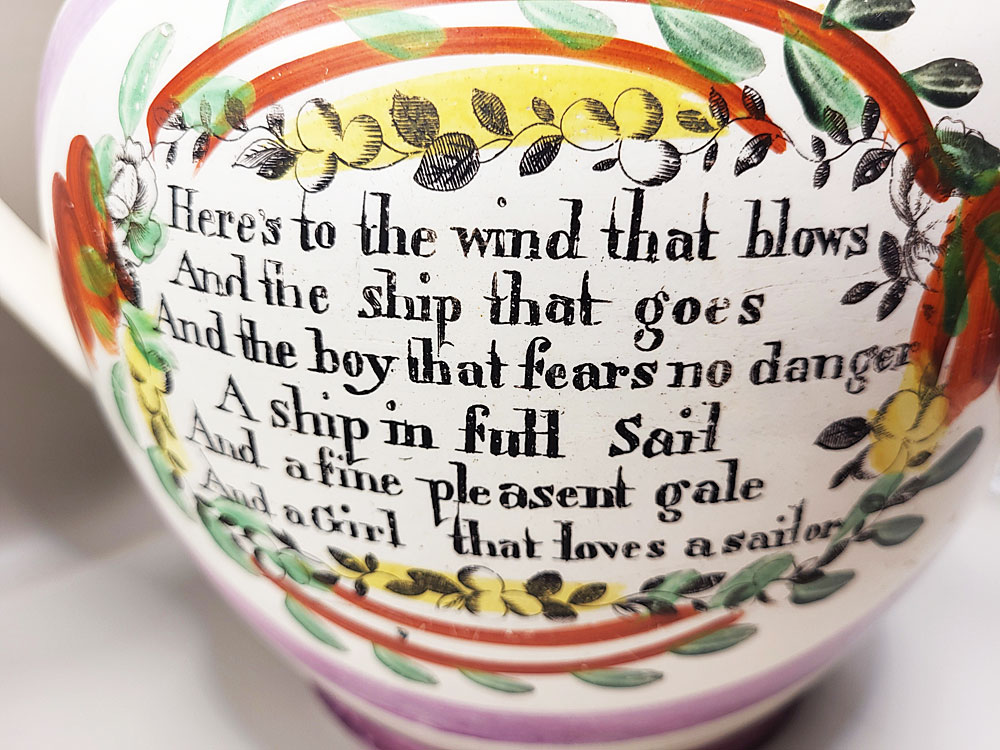 Here's to the wind that blows
And the ship that goes
And the boy that fears no danger
A ship in full sail
And a fine pleasent gale
And a Girl that loves a sailor